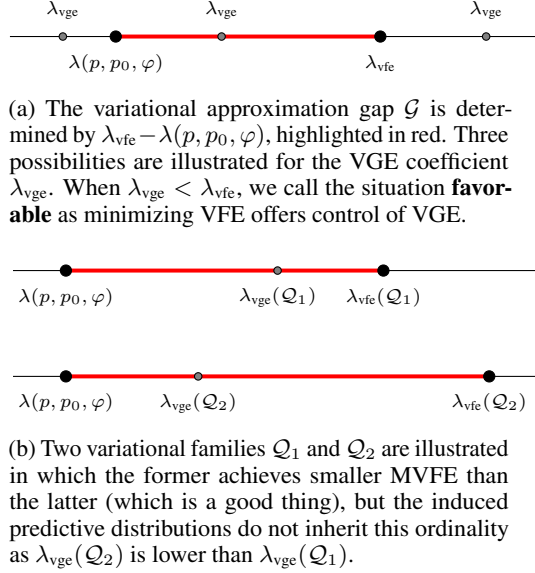 λvge λvge λvge
λ(p, p0, φ) λvfe
(a) The variational approximation gap 𝒢 is deter-
mined by λvfe − λ(p, p0, φ), highlighted in red. Three
possibilities are illustrated for the VGE coefficient
λvge. When λvge < λvfe, we call the situation favor-
able as minimizing VFE offers control of VGE.
λ(p, p0, φ) λvge(𝒬1) λvfe(𝒬1)
λ(p, p0, φ) λvge(𝒬2) λvfe(𝒬2)
(b) Two variational families 𝒬1 and 𝒬2 are illustrated
in which the former achieves smaller MVFE than
the latter (which is a good thing), but the induced
predictive distributions do not inherit this ordinality
as λvge(𝒬2) is lower than λvge(𝒬1).